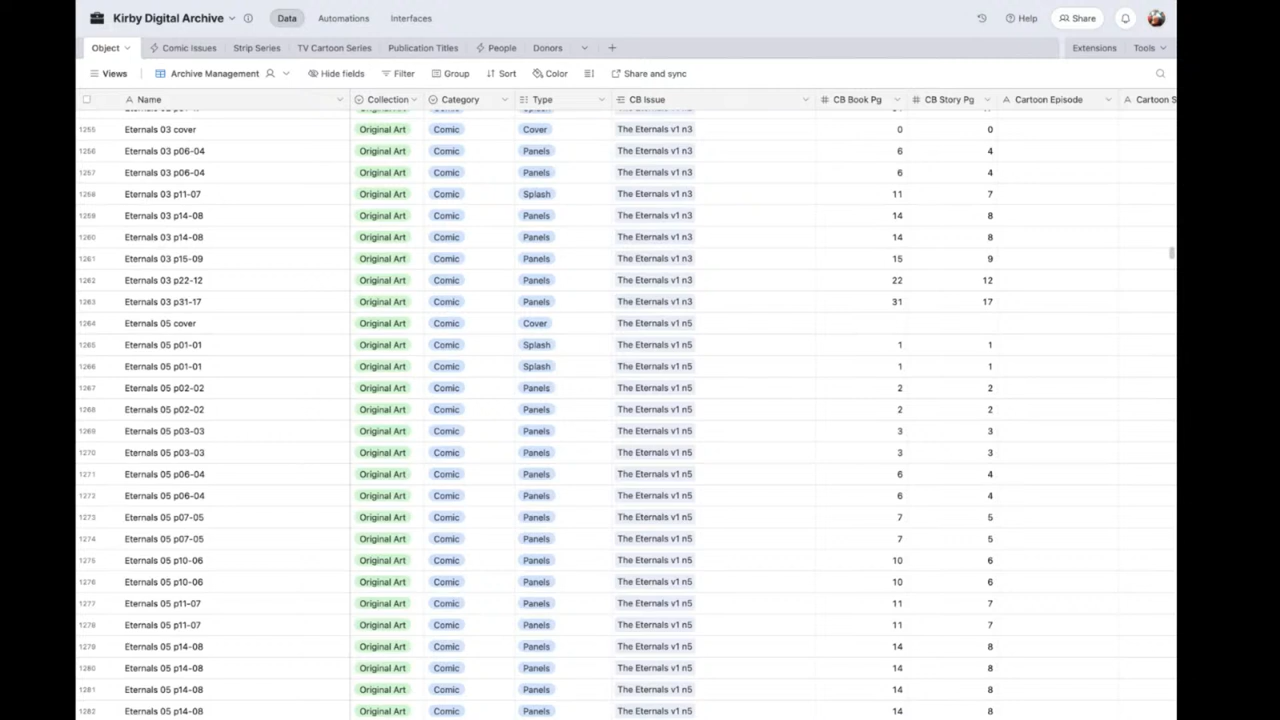 Kirby Digital Archive Data Automations Interfaces Help Share
Object Comic Issues Strip Series TV Cartoon Series Publication Titles People Donors Extensions Tools
Views Archive Management Hide fields Filter Group Sort Color Share and sync
A Name Collection Category Type CB Issue # CB Book Pg # CB Story Pg A Cartoon Episode A Cartoon S
1255 Eternals 03 cover Original Art Comic Cover The Eternals v1 n3 0 0
1256 Eternals 03 p06-04 Original Art Comic Panels The Eternals v1 n3 6 4
1257 Eternals 03 p06-04 Original Art Comic Panels The Eternals v1 n3 6 4
1258 Eternals 03 p11-07 Original Art Comic Splash The Eternals v1 n3 11 7
1259 Eternals 03 p14-08 Original Art Comic Panels The Eternals v1 n3 14 8
1260 Eternals 03 p14-08 Original Art Comic Panels The Eternals v1 n3 14 8
1261 Eternals 03 p15-09 Original Art Comic Panels The Eternals v1 n3 15 9
1262 Eternals 03 p22-12 Original Art Comic Panels The Eternals v1 n3 22 12
1263 Eternals 03 p31-17 Original Art Comic Panels The Eternals v1 n3 31 17
1264 Eternals 05 cover Original Art Comic Cover The Eternals v1 n5
1265 Eternals 05 p01-01 Original Art Comic Splash The Eternals v1 n5 1 1
1266 Eternals 05 p01-01 Original Art Comic Splash The Eternals v1 n5 1 1
1267 Eternals 05 p02-02 Original Art Comic Panels The Eternals v1 n5 2 2
1268 Eternals 05 p02-02 Original Art Comic Panels The Eternals v1 n5 2 2
1269 Eternals 05 p03-03 Original Art Comic Panels The Eternals v1 n5 3 3
1270 Eternals 05 p03-03 Original Art Comic Panels The Eternals v1 n5 3 3
1271 Eternals 05 p06-04 Original Art Comic Panels The Eternals v1 n5 6 4
1272 Eternals 05 p06-04 Original Art Comic Panels The Eternals v1 n5 6 4
1273 Eternals 05 p07-05 Original Art Comic Panels The Eternals v1 n5 7 5
1274 Eternals 05 p07-05 Original Art Comic Panels The Eternals v1 n5 7 5
1275 Eternals 05 p10-06 Original Art Comic Panels The Eternals v1 n5 10 6
1276 Eternals 05 p10-06 Original Art Comic Panels The Eternals v1 n5 10 6
1277 Eternals 05 p11-07 Original Art Comic Panels The Eternals v1 n5 11 7
1278 Eternals 05 p11-07 Original Art Comic Panels The Eternals v1 n5 11 7
1279 Eternals 05 p14-08 Original Art Comic Panels The Eternals v1 n5 14 8
1280 Eternals 05 p14-08 Original Art Comic Panels The Eternals v1 n5 14 8
1281 Eternals 05 p14-08 Original Art Comic Panels The Eternals v1 n5 14 8
1282 Eternals 05 p14-08 Original Art Comic Panels The Eternals v1 n5 14 8